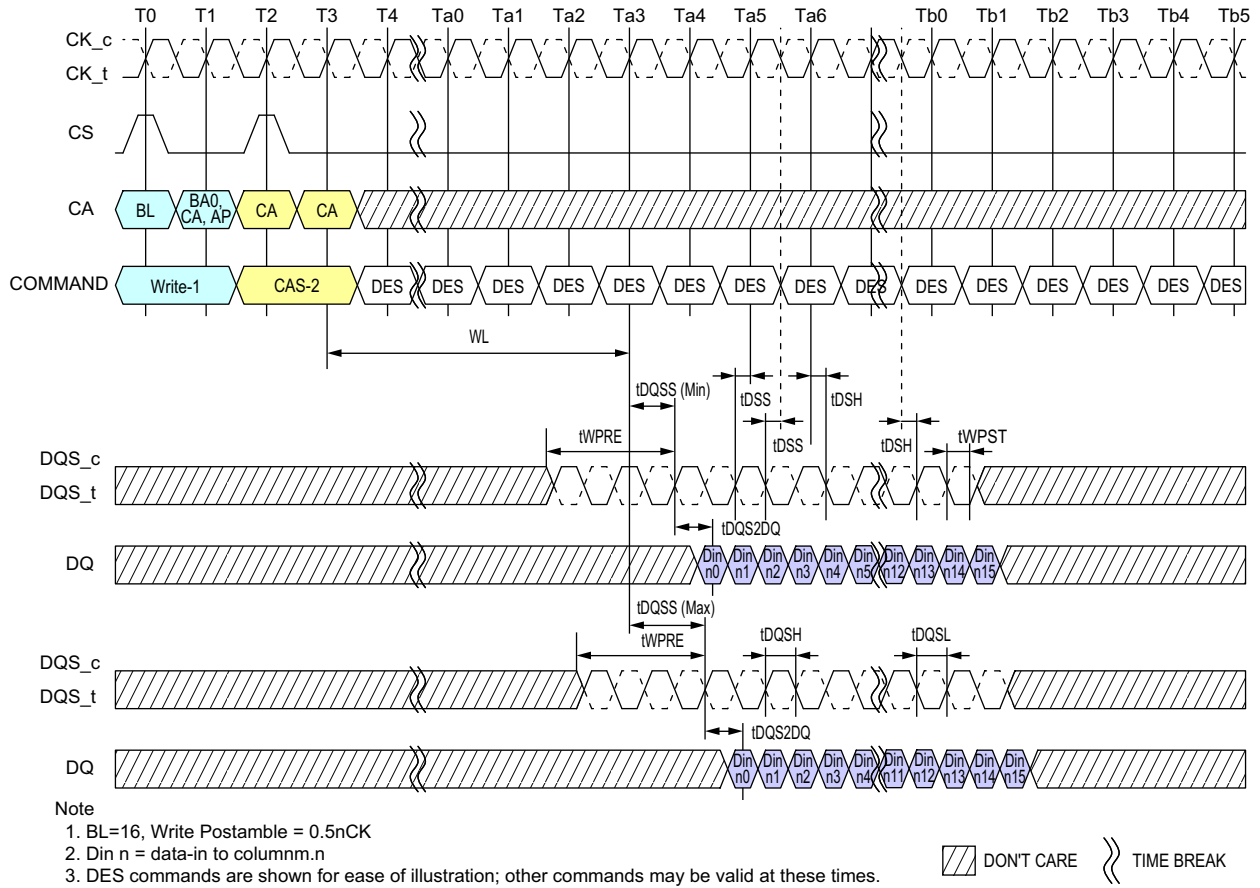 T0 T1 T2 T3 T4 Ta0 Ta1 Ta2 Ta3 Ta4 Ta5 Ta6 Tb0 Tb1 Tb2 Tb3 Tb4 Tb5
CK_c
CK_t
CS
CA BL BA0, CA, AP CA CA
COMMAND Write-1 CAS-2 DES DES DES DES DES DES DES DES DES DES DES DES DES DES DES
WL
tDQSS (Min) tDSS tDSH
tWPRE tDSS tDSH tWPST
DQS_c
DQS_t
tDQS2DQ
DQ Din n0 Din n1 Din n2 Din n3 Din n4 Din n5 Din n12 Din n13 Din n14 Din n15
tDQSS (Max)
tWPRE tDQSH tDQSL
DQS_c
DQS_t
tDQS2DQ
DQ Din n0 Din n1 Din n2 Din n3 Din n4 Din n11 Din n12 Din n13 Din n14 Din n15
Note
1. BL=16, Write Postamble = 0.5nCK
2. Din n = data-in to columnm.n
3. DES commands are shown for ease of illustration; other commands may be valid at these times.
DON'T CARE TIME BREAK